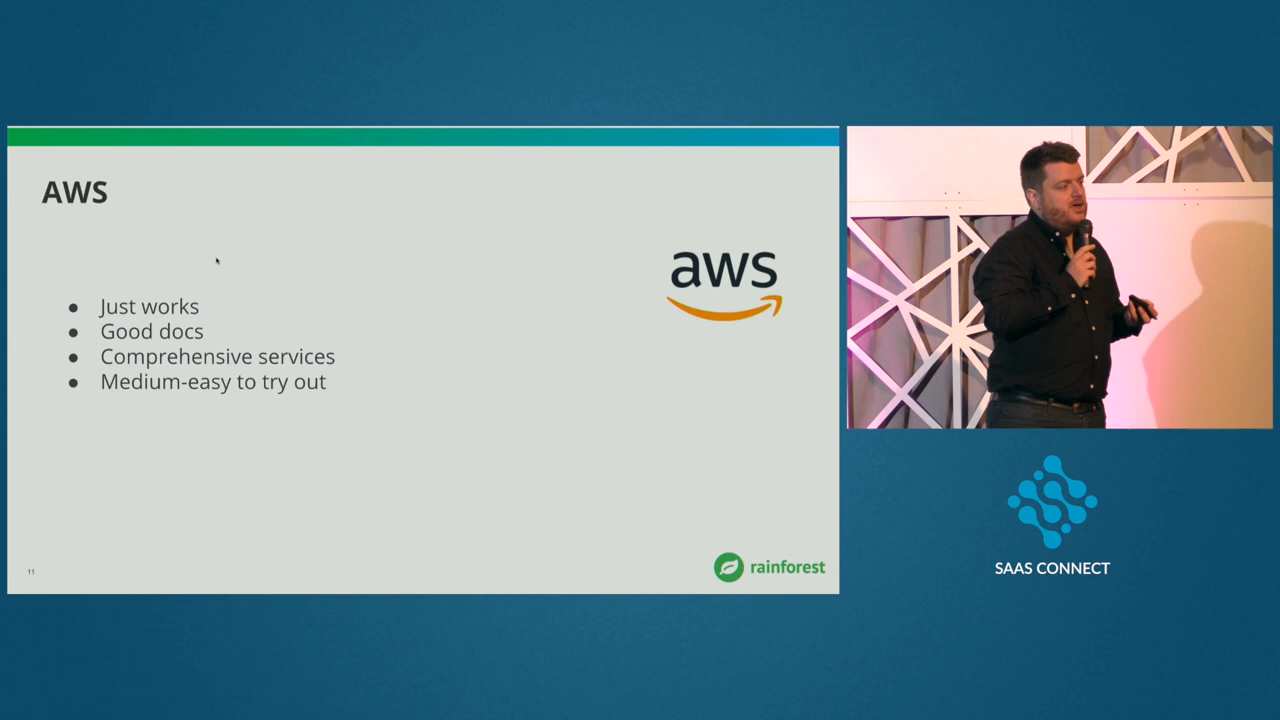 AWS
aws
● Just works
● Good docs
● Comprehensive services
● Medium-easy to try out
11
rainforest
SAAS CONNECT